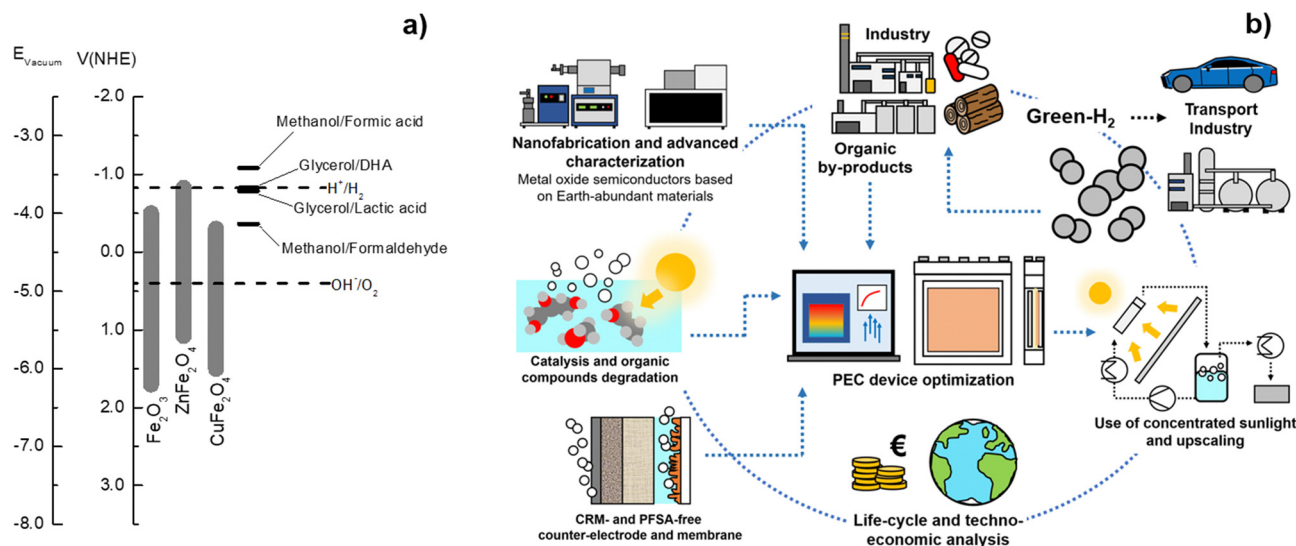 a)
E_Vacuum V(NHE)
-2.0
-3.0
-1.0
-4.0
0.0
-5.0
1.0
-6.0
2.0
-7.0
3.0
-8.0
Methanol/Formic acid
Glycerol/DHA
H⁺/H₂
Glycerol/Lactic acid
Methanol/Formaldehyde
OH⁻/O₂
Fe₂O₃
ZnFe₂O₄
CuFe₂O₄
b)
Industry
Nanofabrication and advanced
characterization
Metal oxide semiconductors based
on Earth-abundant materials
Organic
by-products
Green-H₂
Transport
Industry
Catalysis and organic
compounds degradation
PEC device optimization
Use of concentrated sunlight
and upscaling
CRM- and PFSA-free
counter-electrode and membrane
€
Life-cycle and techno-
economic analysis